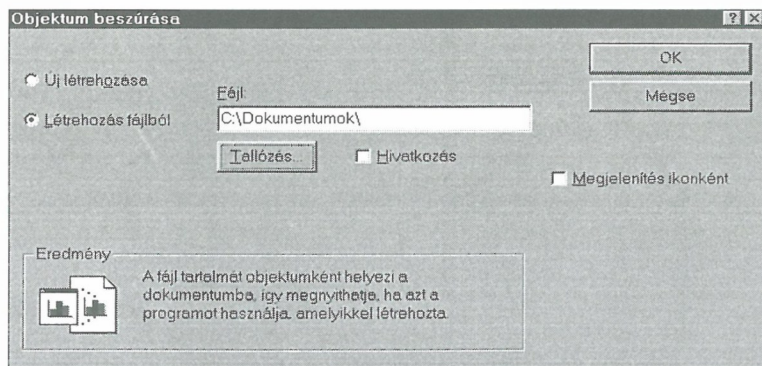 Objektum beszúrása
OK
Új létrehozása
Fájl:
Mégse
Létrehozás fájlból
C:\Dokumentumok\
Tallózás...
Hivatkozás
Megjelenítés ikonként
Eredmény
A fájl tartalmát objektumként helyezi a
dokumentumba, így megnyithatja, ha azt a
programot használja, amelyikkel létrehozta.